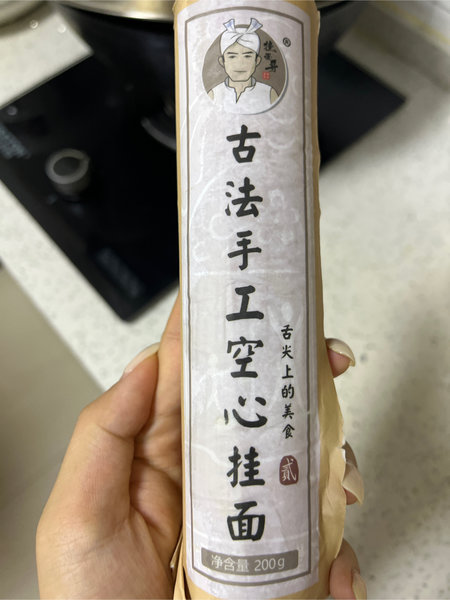 ®
古法手工空心挂面
舌尖上的美食
贰
净含量 200g